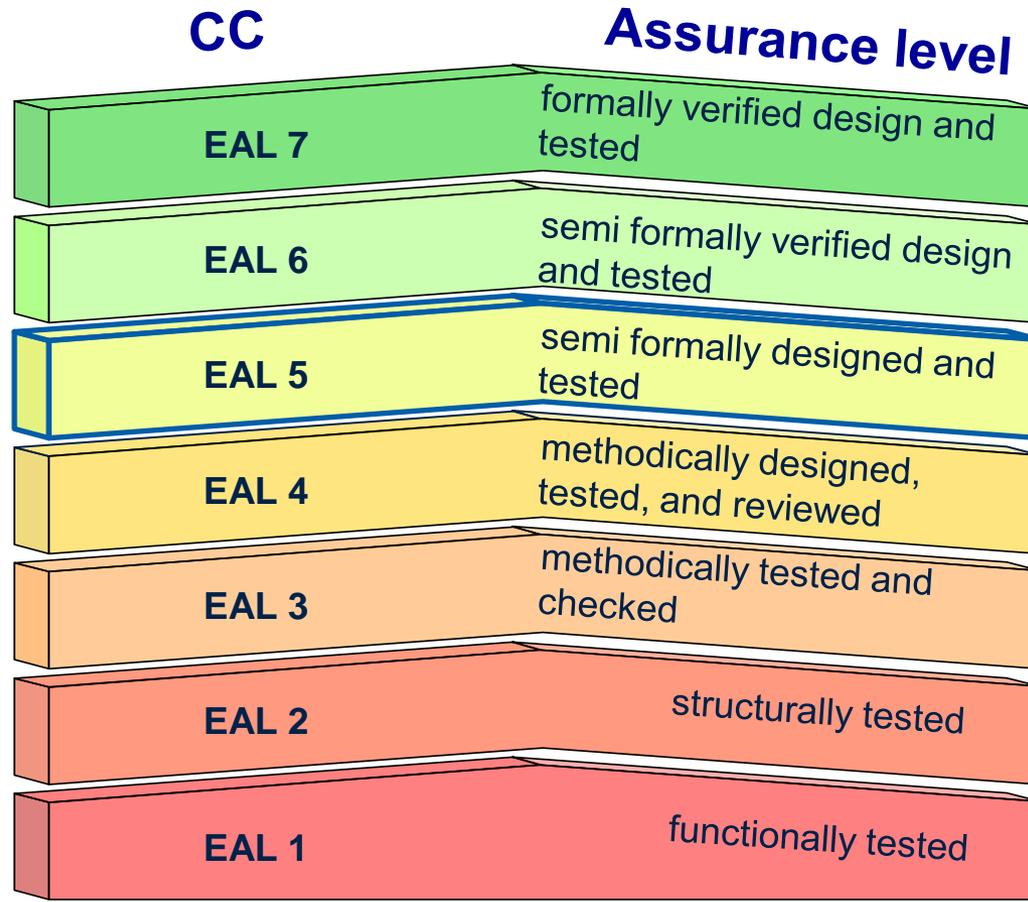 CC
Assurance level
EAL 7
formally verified design and
tested
EAL 6
semi formally verified design
and tested
EAL 5
semi formally designed and
tested
EAL 4
methodically designed,
tested, and reviewed
EAL 3
methodically tested and
checked
EAL 2
structurally tested
EAL 1
functionally tested